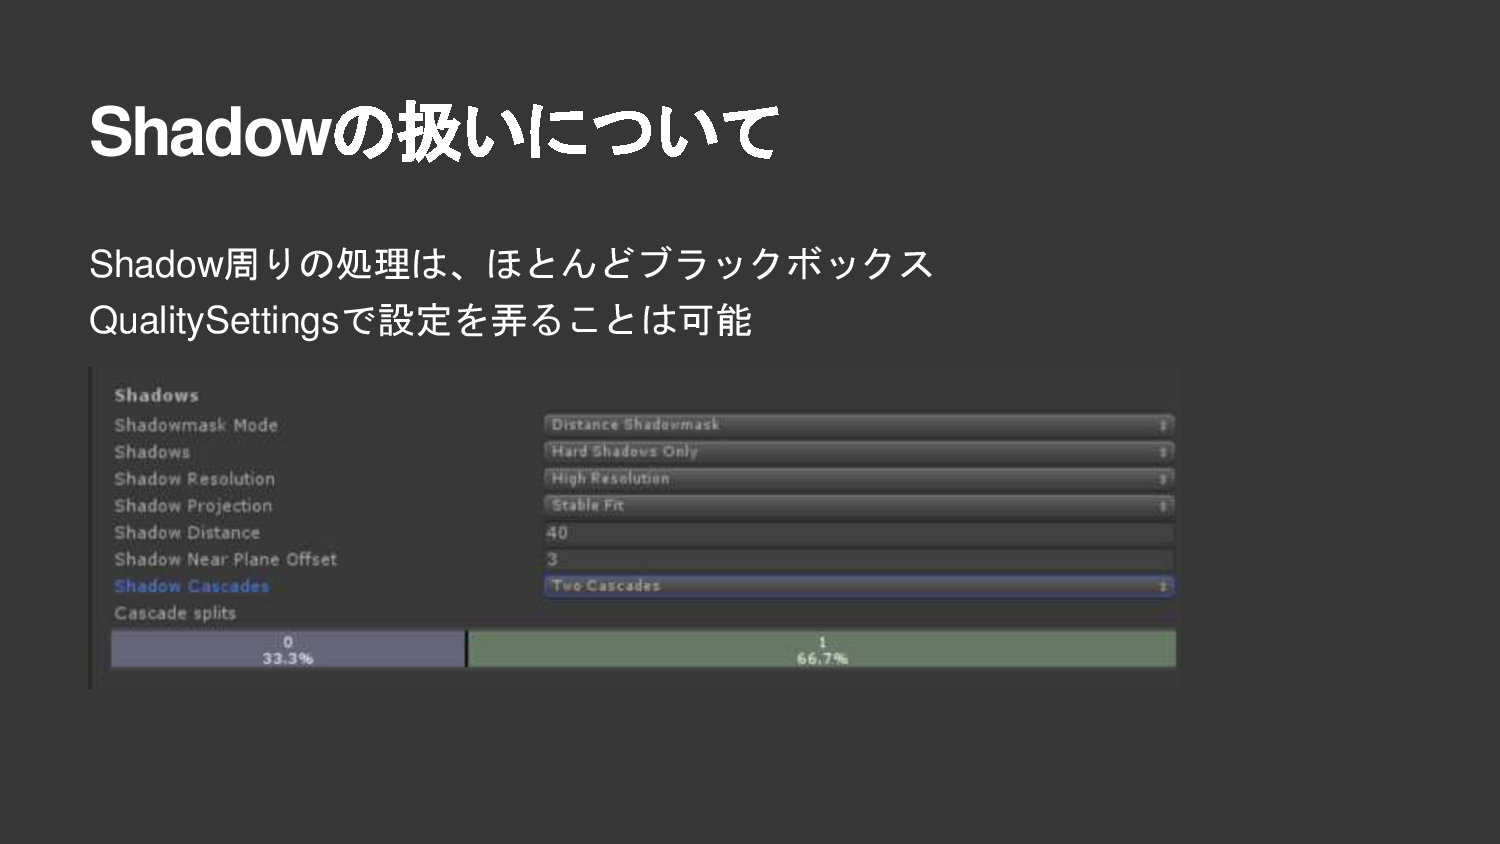 Shadowの扱いについて
Shadow周りの処理は、ほとんどブラックボックス
QualitySettingsで設定を弄ることは可能
Shadows
Shadowmask Mode Distance Shadowmask
Shadows Hard Shadows Only
Shadow Resolution High Resolution
Shadow Projection Stable Fit
Shadow Distance 40
Shadow Near Plane Offset 3
Shadow Cascades Two Cascades
Cascade splits
0 1
33.3% 66.7%